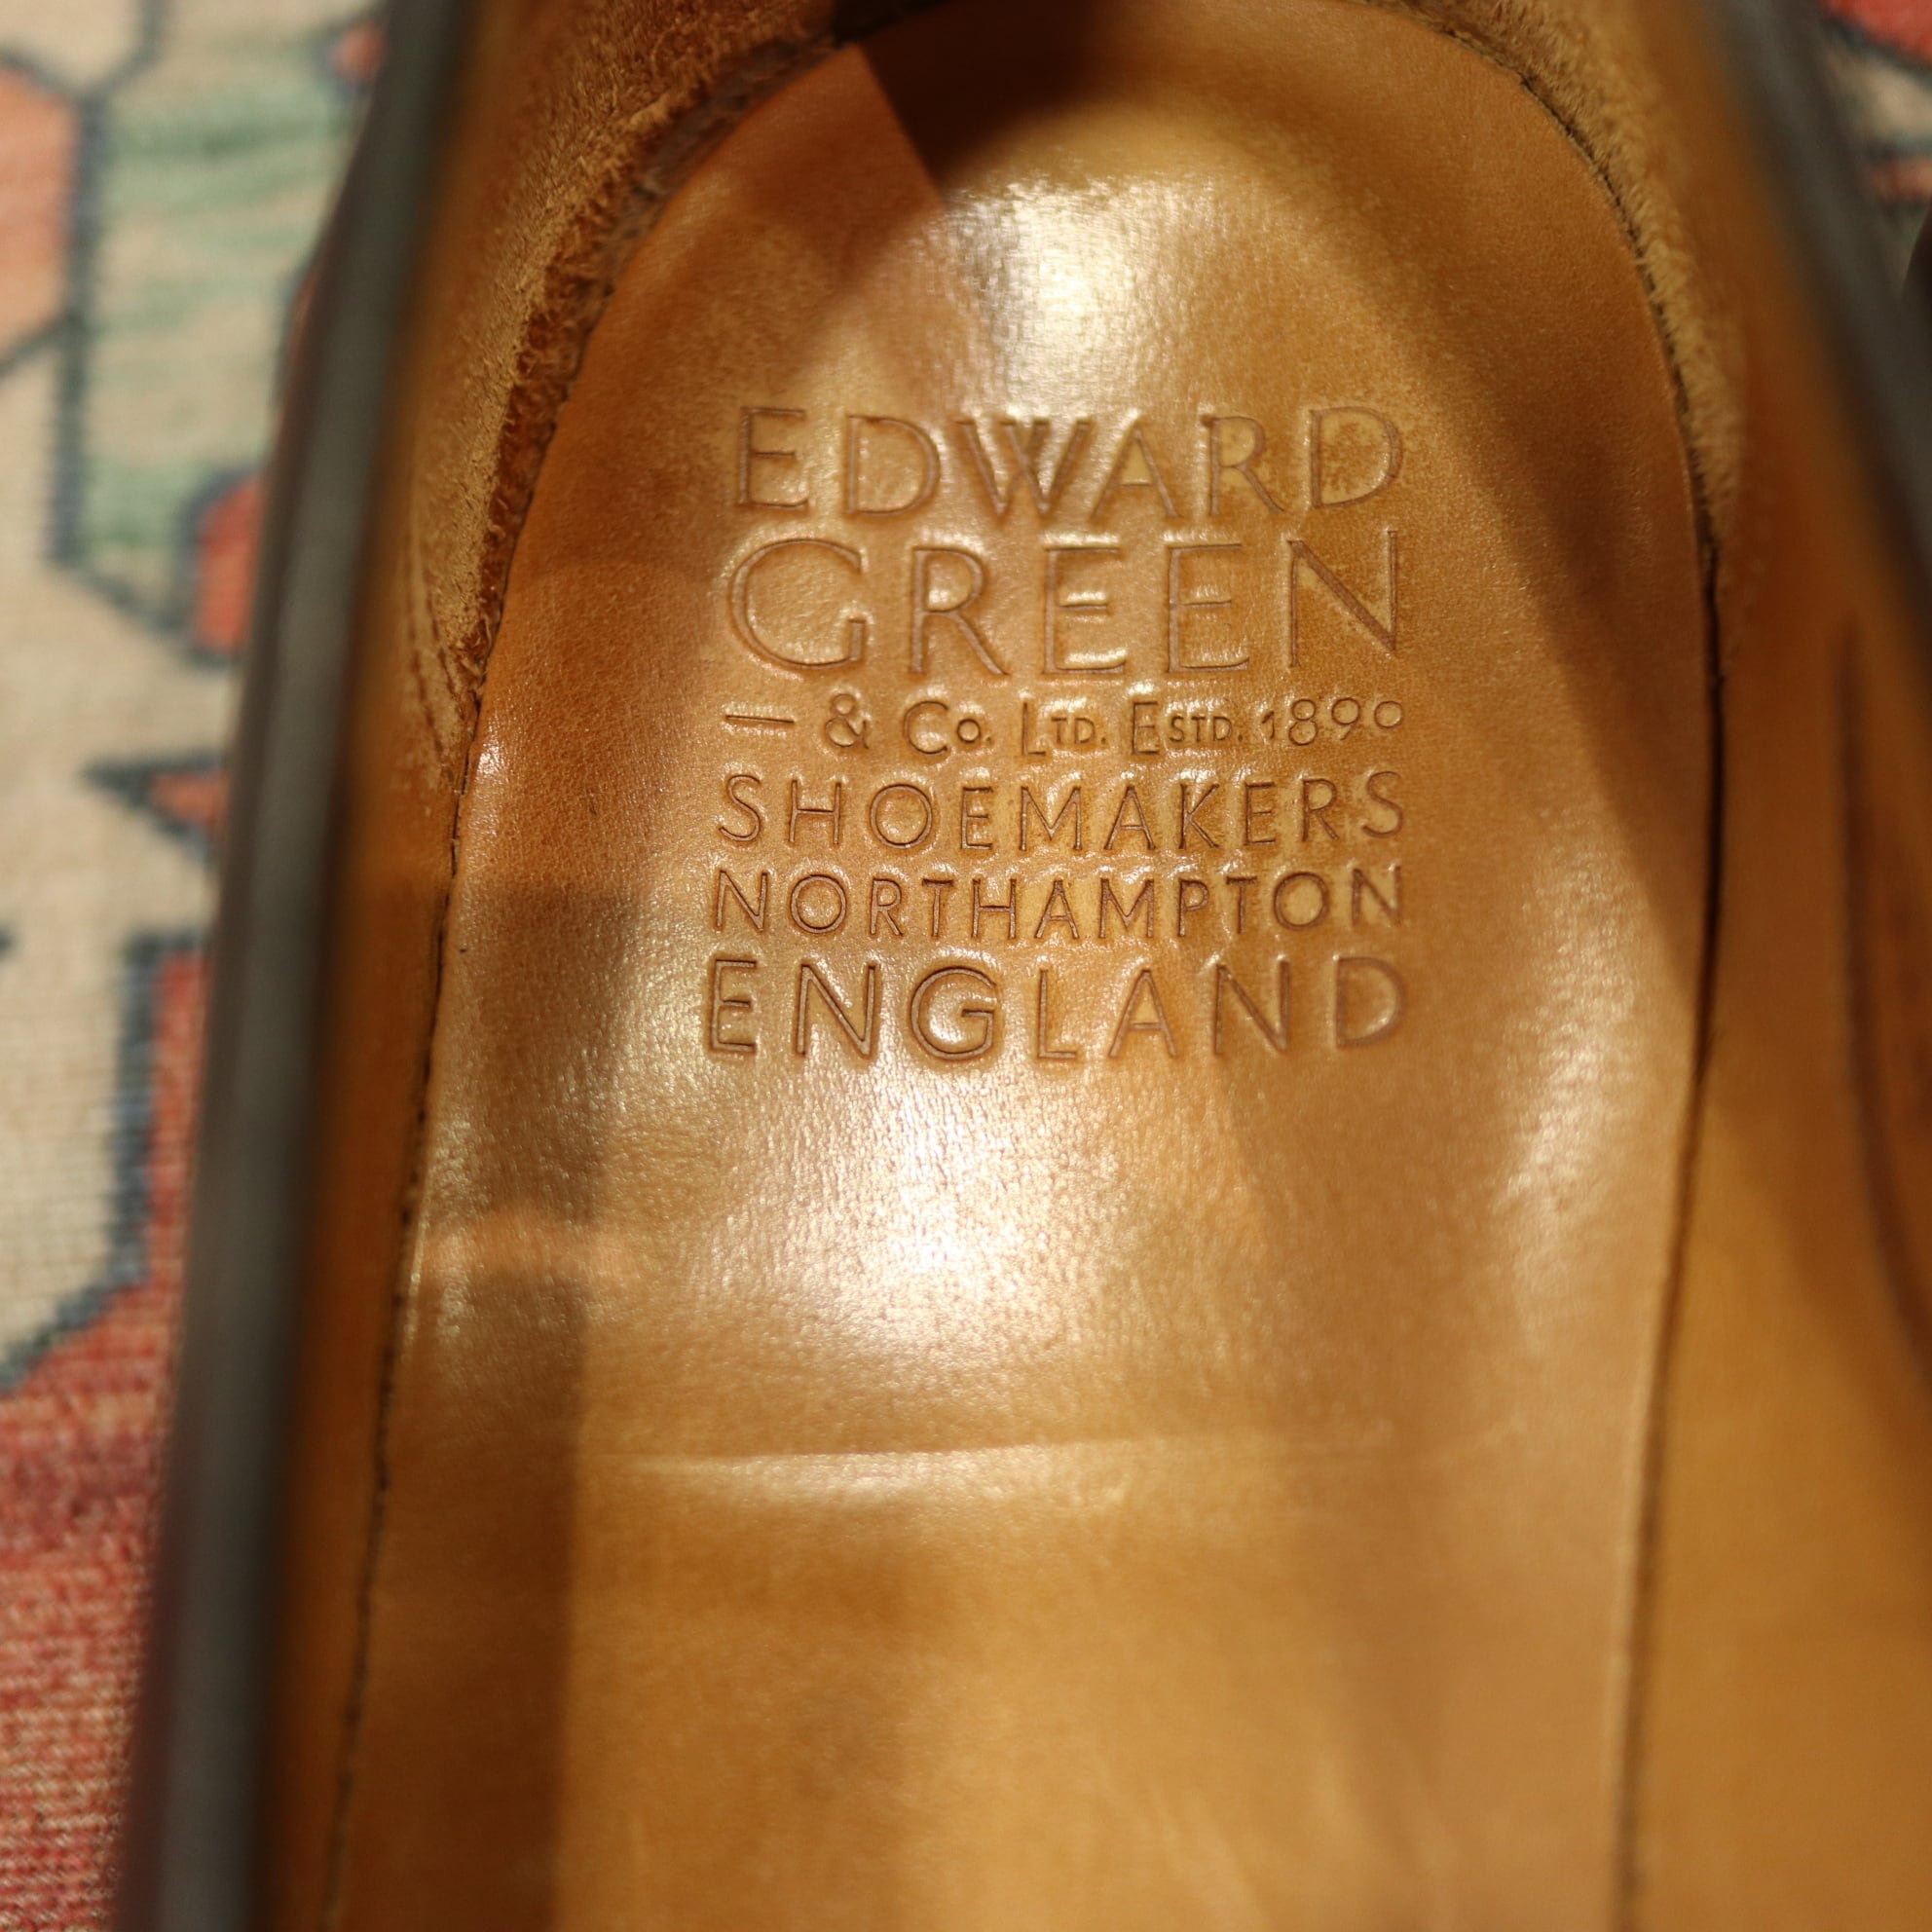 EDWARD
GREEN
— & Co. LTD. ESTD. 1890
SHOEMAKERS
NORTHAMPTON
ENGLAND